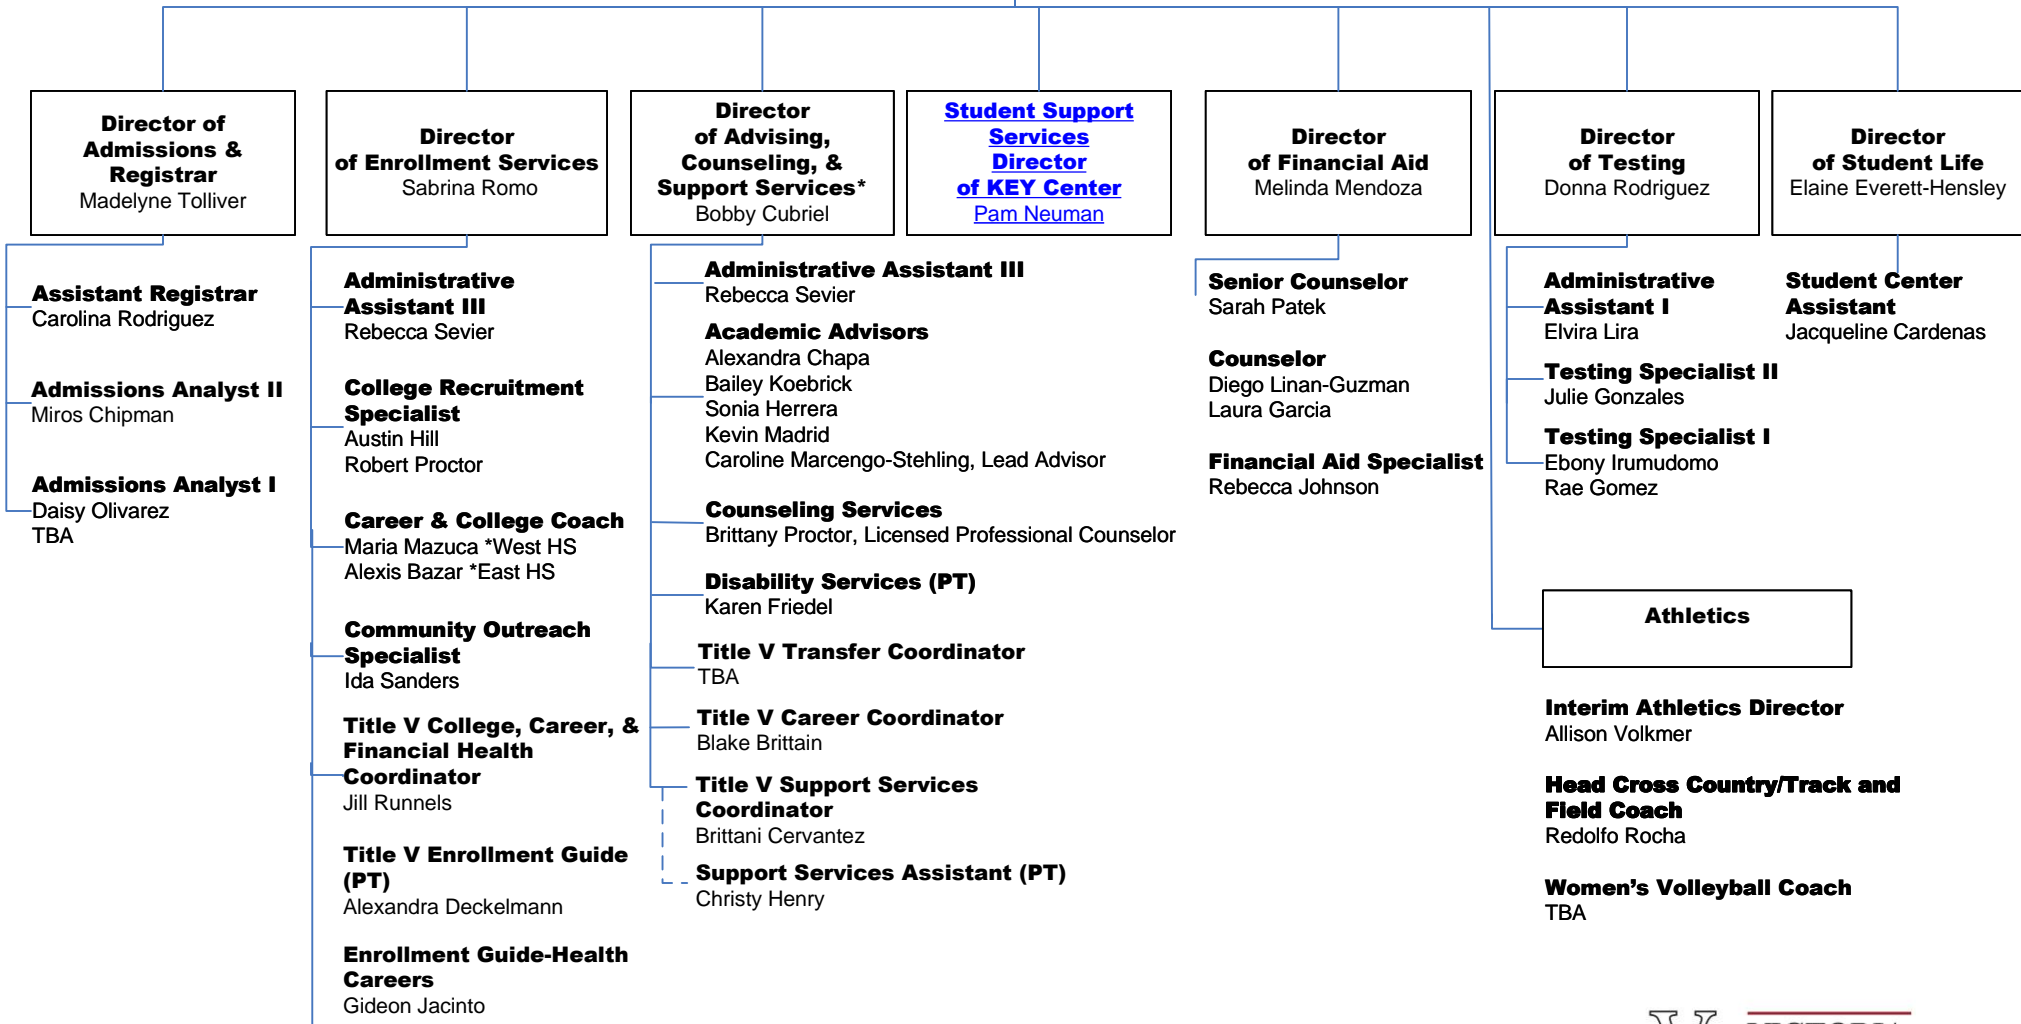 Director of
Admissions &
Registrar
Madelyne Tolliver
Assistant Registrar
Carolina Rodriguez
Admissions Analyst II
Miros Chipman
Admissions Analyst I
Daisy Olivarez
TBA
Director
of Enrollment Services
Sabrina Romo
Administrative
Assistant III
Rebecca Sevier
College Recruitment
Specialist
Austin Hill
Robert Proctor
Career & College Coach
Maria Mazuca *West HS
Alexis Bazar *East HS
Community Outreach
Specialist
Ida Sanders
Title V College, Career, &
Financial Health
Coordinator
Jill Runnels
Title V Enrollment Guide
(PT)
Alexandra Deckelmann
Enrollment Guide-Health
Careers
Gideon Jacinto
Director
of Advising,
Counseling, &
Support Services*
Bobby Cubriel
Administrative Assistant III
Rebecca Sevier
Academic Advisors
Alexandra Chapa
Bailey Koebrick
Sonia Herrera
Kevin Madrid
Caroline Marcengo-Stehling, Lead Advisor
Counseling Services
Brittany Proctor, Licensed Professional Counselor
Disability Services (PT)
Karen Friedel
Title V Transfer Coordinator
TBA
Title V Career Coordinator
Blake Brittain
Title V Support Services
Coordinator
Brittani Cervantez
Support Services Assistant (PT)
Christy Henry
Student Support
Services
Director
of KEY Center
Pam Neuman
Director
of Financial Aid
Melinda Mendoza
Senior Counselor
Sarah Patek
Counselor
Diego Linan-Guzman
Laura Garcia
Financial Aid Specialist
Rebecca Johnson
Director
of Testing
Donna Rodriguez
Administrative
Assistant I
Elvira Lira
Testing Specialist II
Julie Gonzales
Testing Specialist I
Ebony Irumudomo
Rae Gomez
Director
of Student Life
Elaine Everett-Hensley
Student Center
Assistant
Jacqueline Cardenas
Athletics
Interim Athletics Director
Allison Volkmer
Head Cross Country/Track and
Field Coach
Redolfo Rocha
Women’s Volleyball Coach
TBA